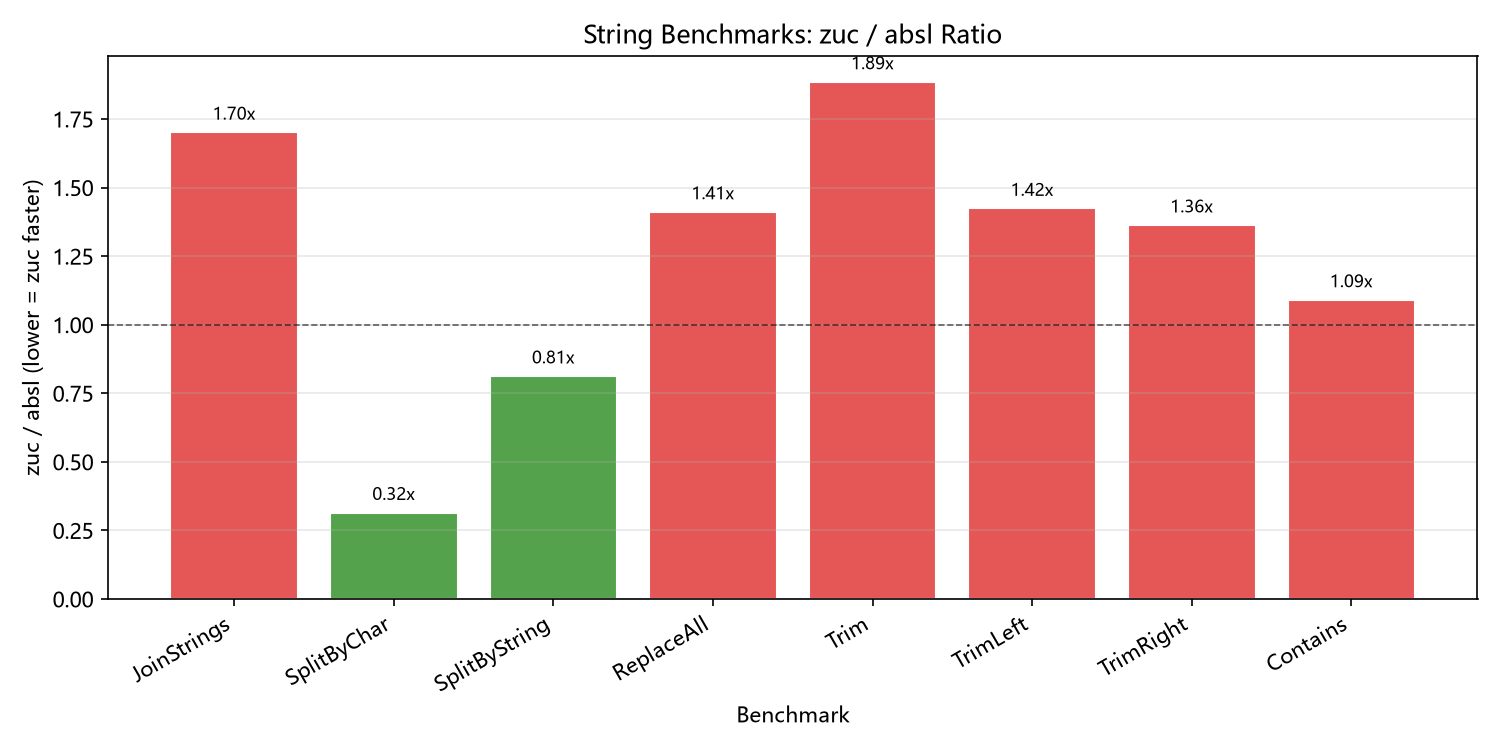 String Benchmarks: zuc / absl Ratio
zuc / absl (lower = zuc faster)
1.75
1.50
1.25
1.00
0.75
0.50
0.25
0.00
1.70x
0.32x
0.81x
1.41x
1.89x
1.42x
1.36x
1.09x
JoinStrings
SplitByChar
SplitByString
ReplaceAll
Trim
TrimLeft
TrimRight
Contains
Benchmark